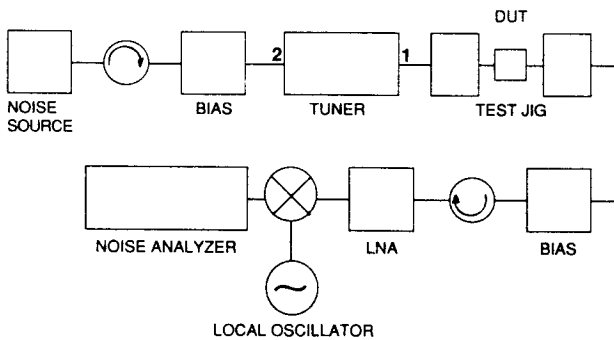 DUT
2
1
NOISE
SOURCE
BIAS
TUNER
TEST JIG
NOISE ANALYZER
LNA
BIAS
LOCAL OSCILLATOR